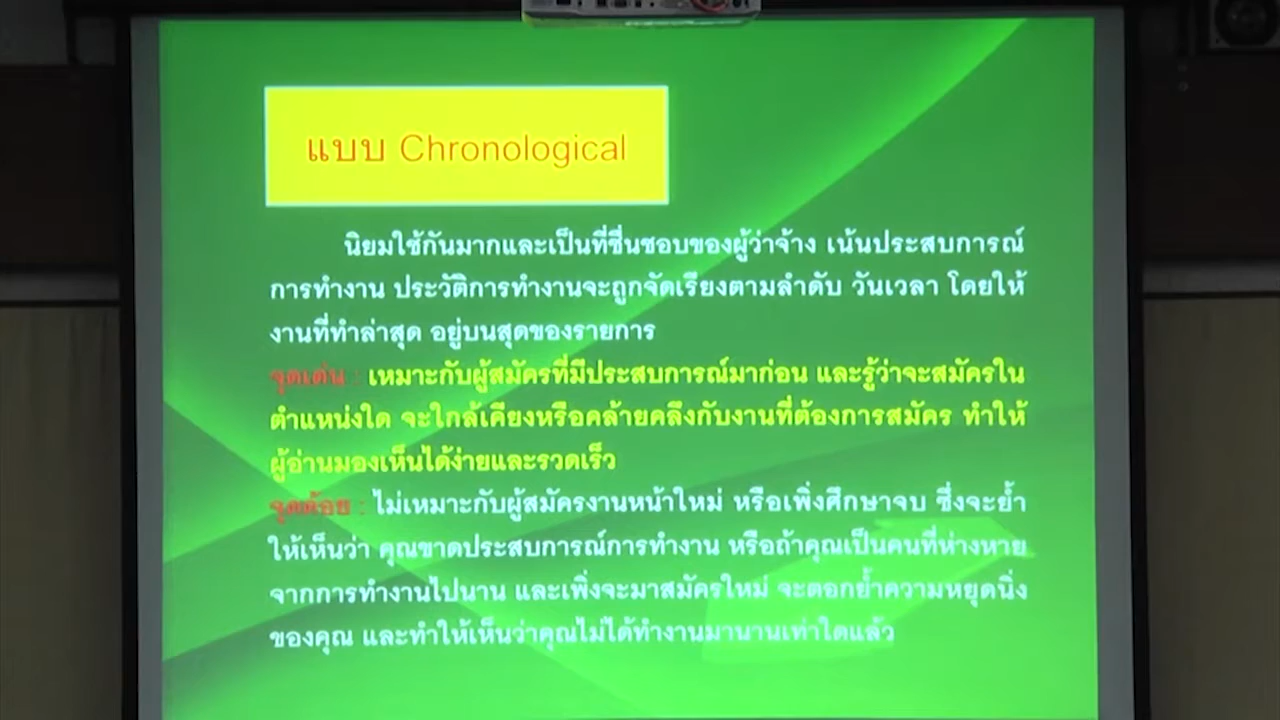 แบบ Chronological
นิยมใช้กันมากและเป็นที่ชื่นชอบของผู้ว่าจ้าง เน้นประสบการณ์
การทำงาน ประวัติการทำงานจะถูกจัดเรียงตามลำดับ วันเวลา โดยให้
งานที่ทำล่าสุด อยู่บนสุดของรายการ
จุดเด่น : เหมาะกับผู้สมัครที่มีประสบการณ์มาก่อน และรู้ว่าจะสมัครใน
ตำแหน่งใด จะใกล้เคียงหรือคล้ายคลึงกับงานที่ต้องการสมัคร ทำให้
ผู้อ่านมองเห็นได้ง่ายและรวดเร็ว
จุดด้อย : ไม่เหมาะกับผู้สมัครงานหน้าใหม่ หรือเพิ่งศึกษาจบ ซึ่งจะย้ำ
ให้เห็นว่า คุณขาดประสบการณ์การทำงาน หรือถ้าคุณเป็นคนที่ห่างหาย
จากการทำงานไปนาน และเพิ่งจะมาสมัครใหม่ จะตอกย้ำความหยุดนิ่ง
ของคุณ และทำให้เห็นว่าคุณไม่ได้ทำงานมานานเท่าใดแล้ว